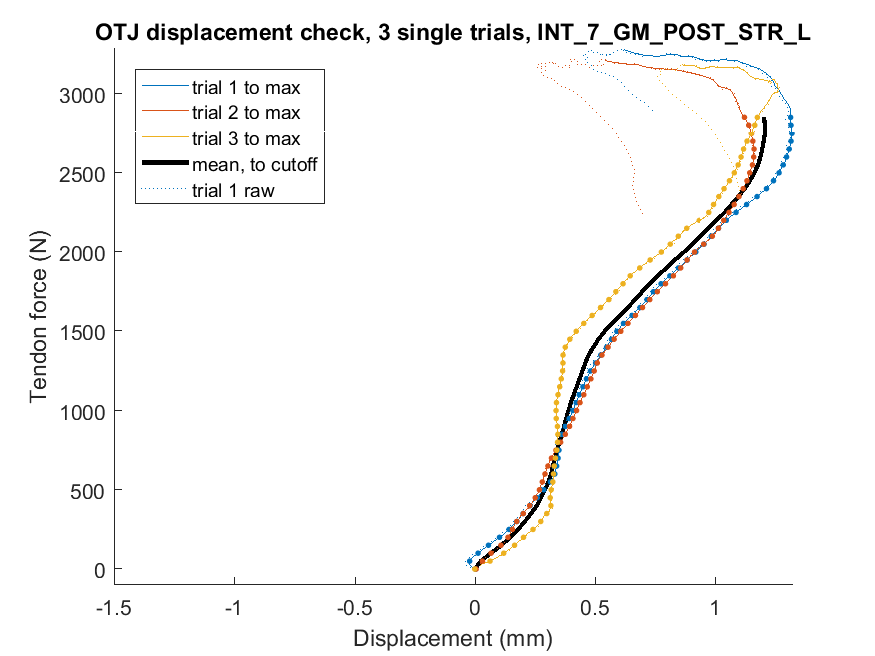 OTJ displacement check, 3 single trials, INT_7_GM_POST_STR_L
trial 1 to max
trial 2 to max
trial 3 to max
mean, to cutoff
trial 1 raw
3000
2500
2000
1500
1000
500
0
Tendon force (N)
-1.5
-1
-0.5
0
0.5
1
Displacement (mm)